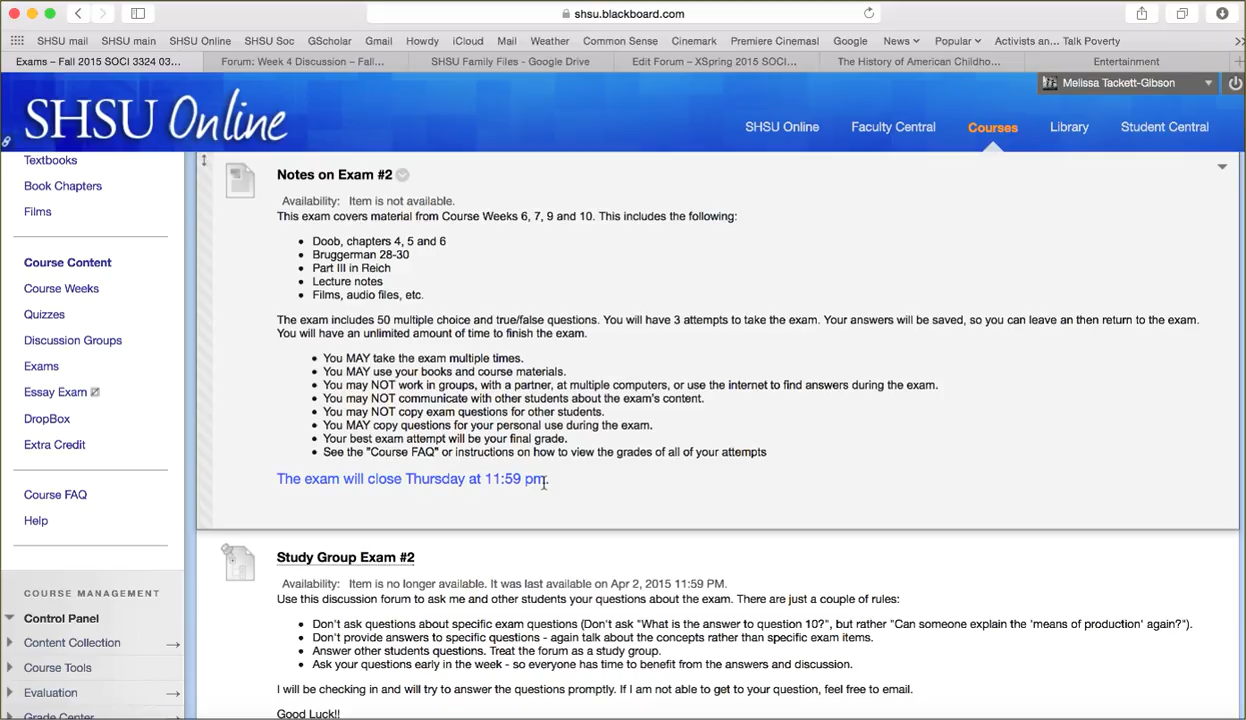 shsu.blackboard.com
SHSU mail SHSU main SHSU Online SHSU Soc GScholar Gmail Howdy iCloud Mail Weather Common Sense Cinemark Premiere Cinemasl Google News Popular Activists an... Talk Poverty
Exams – Fall 2015 SOCI 3324 03... Forum: Week 4 Discussion – Fall... SHSU Family Files - Google Drive Edit Forum – XSpring 2015 SOCI... The History of American Childho... Entertainment
Melissa Tackett-Gibson
SHSU Online
SHSU Online Faculty Central Courses Library Student Central
Textbooks
Book Chapters
Films
Course Content
Course Weeks
Quizzes
Discussion Groups
Exams
Essay Exam
DropBox
Extra Credit
Course FAQ
Help
COURSE MANAGEMENT
Control Panel
Content Collection
Course Tools
Evaluation
Grade Center
Notes on Exam #2
Availability: Item is not available.
This exam covers material from Course Weeks 6, 7, 9 and 10. This includes the following:
• Doob, chapters 4, 5 and 6
• Bruggerman 28-30
• Part III in Reich
• Lecture notes
• Films, audio files, etc.
The exam includes 50 multiple choice and true/false questions. You will have 3 attempts to take the exam. Your answers will be saved, so you can leave an then return to the exam.
You will have an unlimited amount of time to finish the exam.
• You MAY take the exam multiple times.
• You MAY use your books and course materials.
• You may NOT work in groups, with a partner, at multiple computers, or use the internet to find answers during the exam.
• You may NOT communicate with other students about the exam's content.
• You may NOT copy exam questions for other students.
• You MAY copy questions for your personal use during the exam.
• Your best exam attempt will be your final grade.
• See the "Course FAQ" or instructions on how to view the grades of all of your attempts
The exam will close Thursday at 11:59 pm.
Study Group Exam #2
Availability: Item is no longer available. It was last available on Apr 2, 2015 11:59 PM.
Use this discussion forum to ask me and other students your questions about the exam. There are just a couple of rules:
• Don't ask questions about specific exam questions (Don't ask "What is the answer to question 10?", but rather "Can someone explain the 'means of production' again?").
• Don't provide answers to specific questions - again talk about the concepts rather than specific exam items.
• Answer other students questions. Treat the forum as a study group.
• Ask your questions early in the week - so everyone has time to benefit from the answers and discussion.
I will be checking in and will try to answer the questions promptly. If I am not able to get to your question, feel free to email.
Good Luck!!